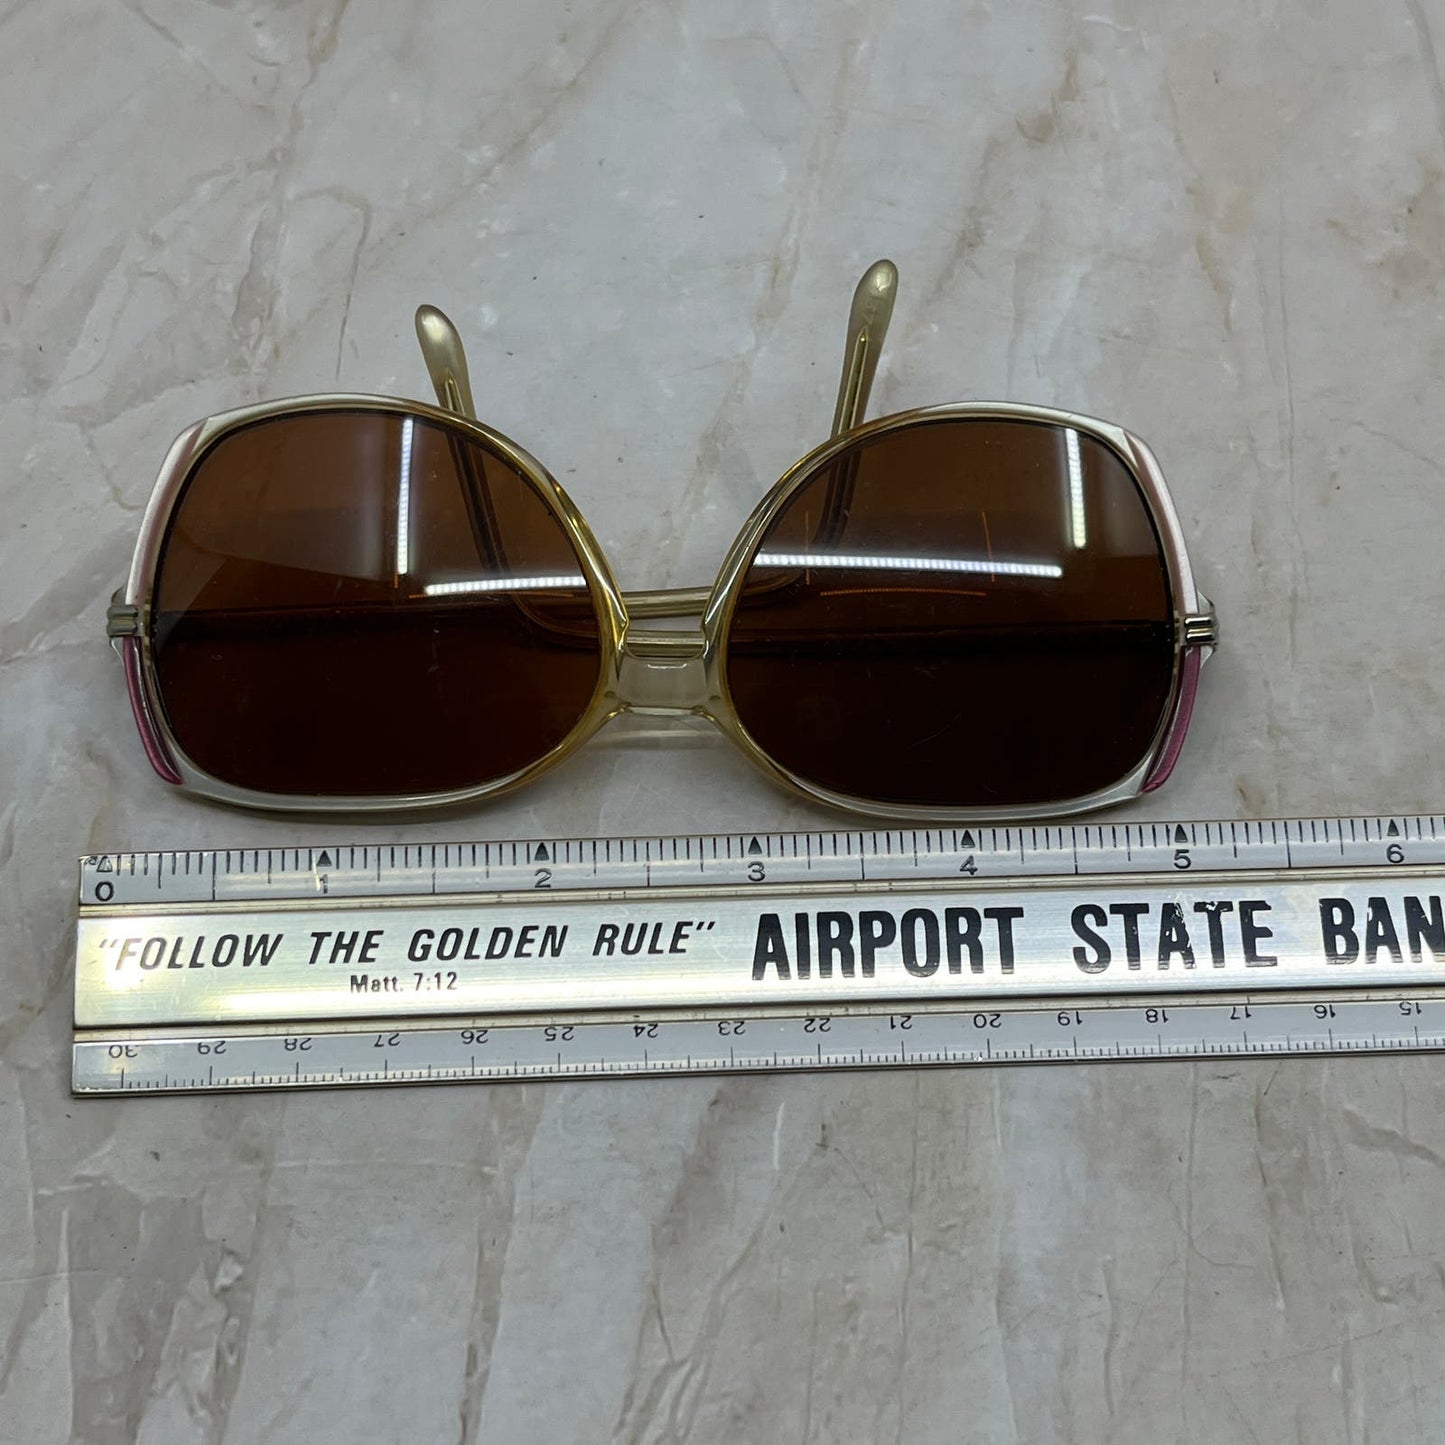 0 1 2 3 4 5 6
"FOLLOW THE GOLDEN RULE" AIRPORT STATE BAN
Matt. 7:12
30 29 28 27 26 25 24 23 22 21 20 19 18 17 16 15